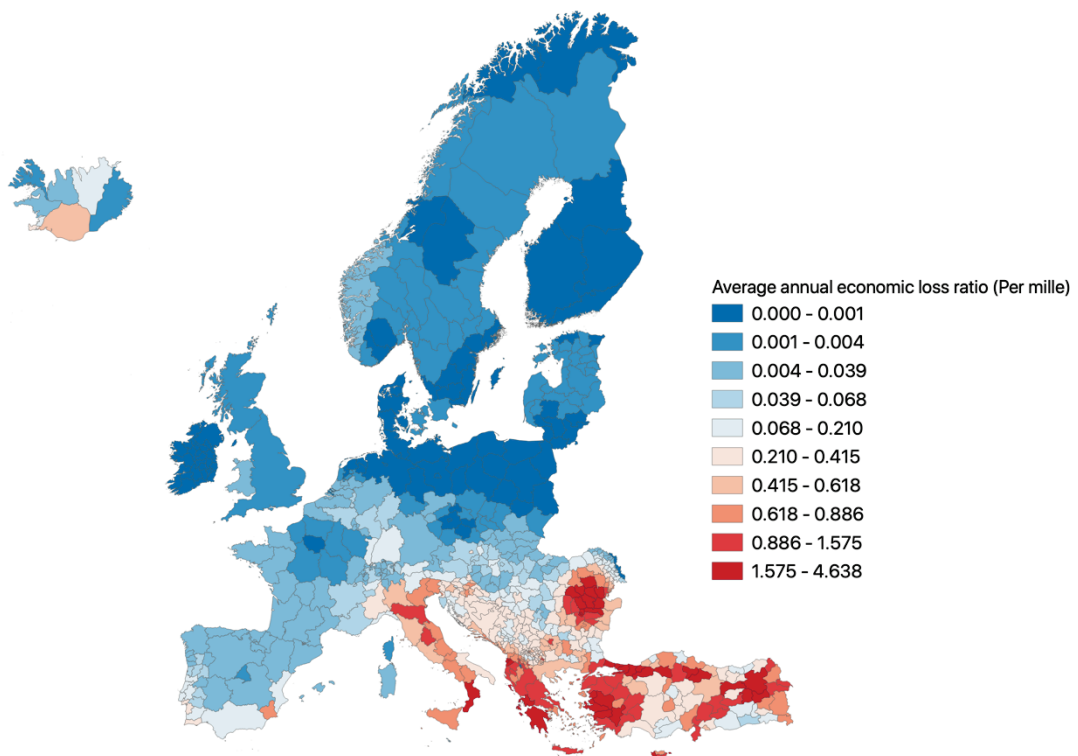 Average annual economic loss ratio (Per mille)
0.000 - 0.001
0.001 - 0.004
0.004 - 0.039
0.039 - 0.068
0.068 - 0.210
0.210 - 0.415
0.415 - 0.618
0.618 - 0.886
0.886 - 1.575
1.575 - 4.638